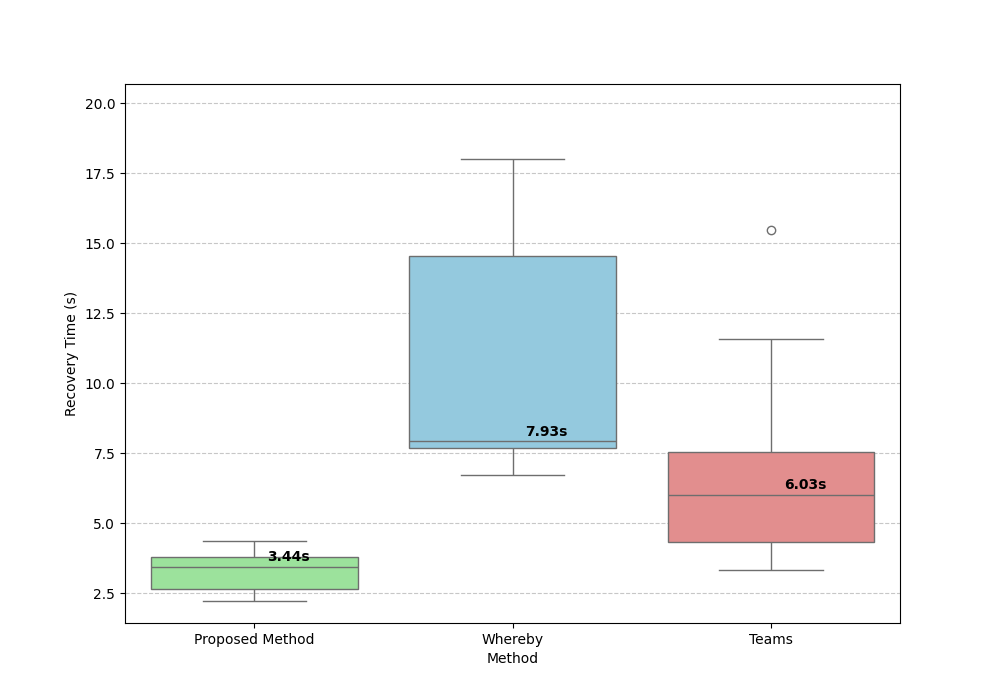 20.0
17.5
15.0
12.5
10.0
7.5
5.0
2.5
Recovery Time (s)
7.93s
6.03s
3.44s
Proposed Method Whereby Teams
Method